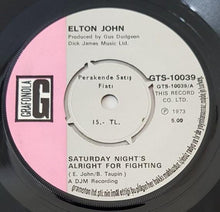 ELTON JOHN
Produced by Gus Dudgeon
Dick James Music Ltd.
GRAFONOLA
G
Perakende Satış
Fiatı
15.- TL.
GTS-10039
(GTS-10039/A)
THIS RECORD
CO. LTD.
℗ 1973
5.00
SATURDAY NIGHT'S
ALRIGHT FOR FIGHTING
(E. John/B. Taupin)
A DJM Recording